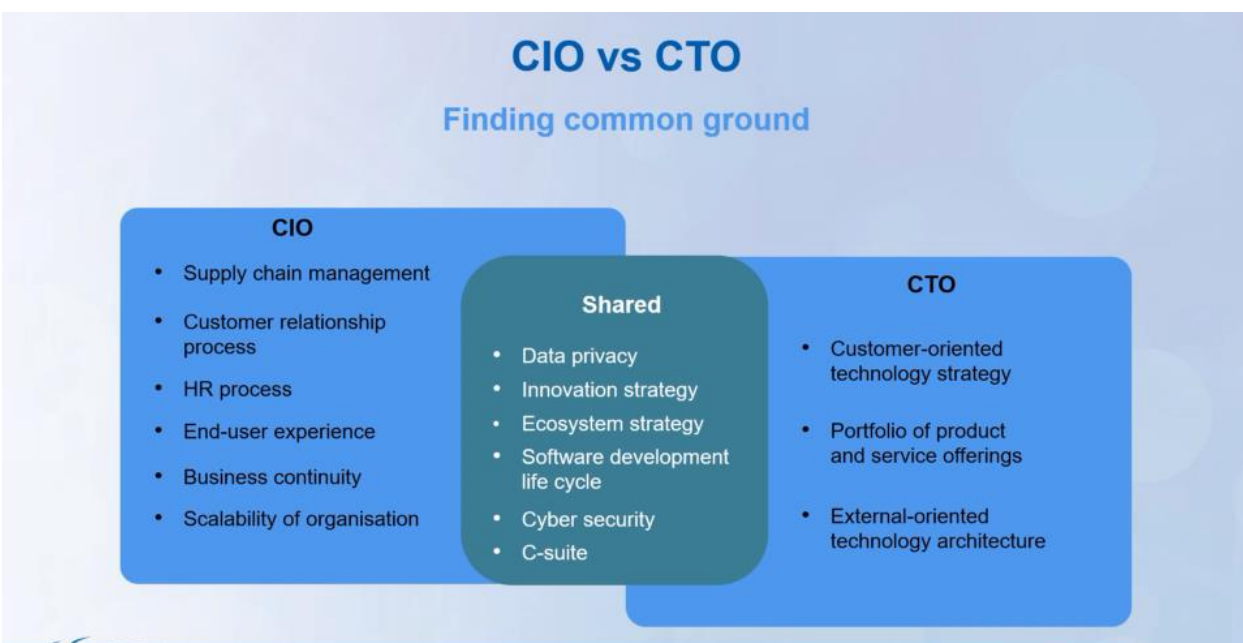 CIO vs CTO
Finding common ground
CIO
• Supply chain management
• Customer relationship
process
• HR process
• End-user experience
• Business continuity
• Scalability of organisation
Shared
• Data privacy
• Innovation strategy
• Ecosystem strategy
• Software development
life cycle
• Cyber security
• C-suite
CTO
• Customer-oriented
technology strategy
• Portfolio of product
and service offerings
• External-oriented
technology architecture